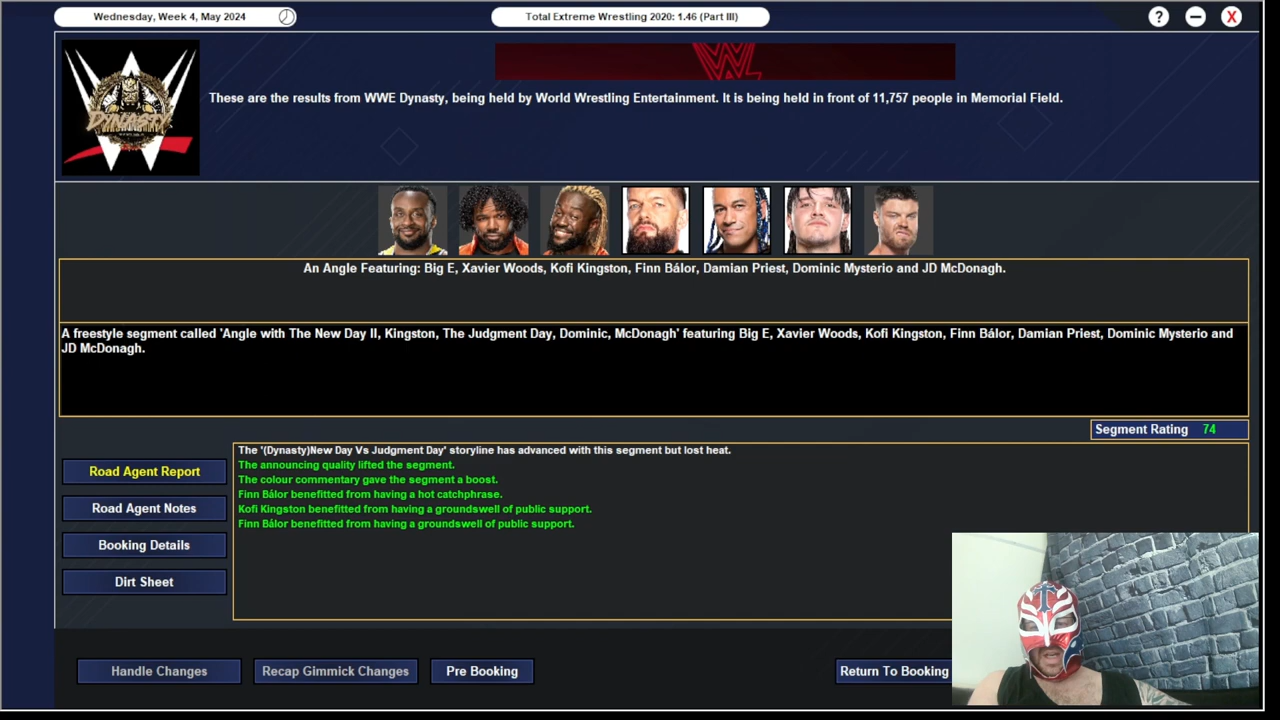 Wednesday, Week 4, May 2024
Total Extreme Wrestling 2020: 1.46 (Part III)
?
X
DYNASTY
These are the results from WWE Dynasty, being held by World Wrestling Entertainment. It is being held in front of 11,757 people in Memorial Field.
An Angle Featuring: Big E, Xavier Woods, Kofi Kingston, Finn Bálor, Damian Priest, Dominic Mysterio and JD McDonagh.
A freestyle segment called 'Angle with The New Day II, Kingston, The Judgment Day, Dominic, McDonagh' featuring Big E, Xavier Woods, Kofi Kingston, Finn Bálor, Damian Priest, Dominic Mysterio and
JD McDonagh.
Segment Rating 74
Road Agent Report
Road Agent Notes
Booking Details
Dirt Sheet
The '(Dynasty)New Day Vs Judgment Day' storyline has advanced with this segment but lost heat.
The announcing quality lifted the segment.
The colour commentary gave the segment a boost.
Finn Bálor benefitted from having a hot catchphrase.
Kofi Kingston benefitted from having a groundswell of public support.
Finn Bálor benefitted from having a groundswell of public support.
Handle Changes
Recap Gimmick Changes
Pre Booking
Return To Booking